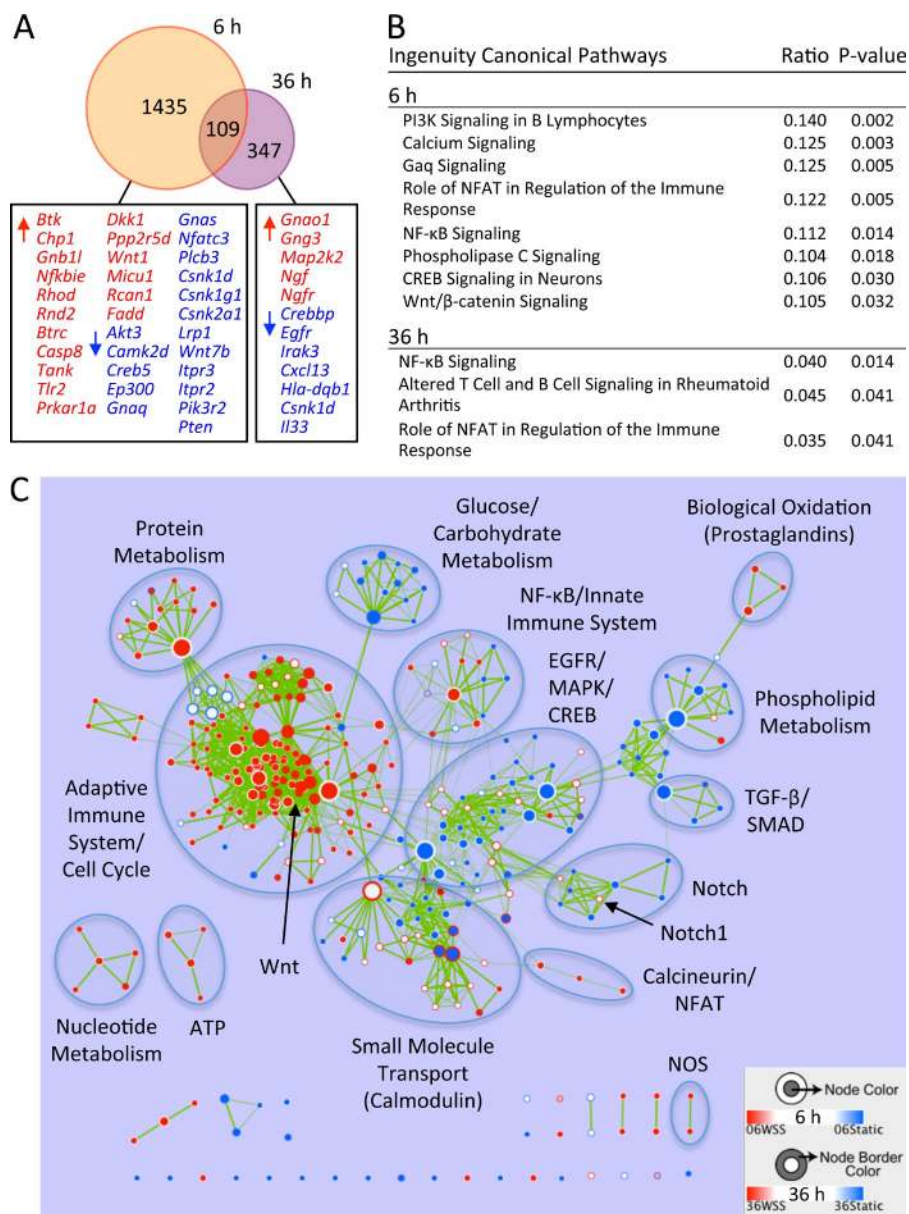 A
6 h
36 h
1435
109
347
Btk
Chp1
Gnb1l
Nfkbie
Rhod
Rnd2
Btrc
Casp8
Tank
Tlr2
Prkar1a
Dkk1
Ppp2r5d
Wnt1
Micu1
Rcan1
Fadd
Akt3
Camk2d
Creb5
Ep300
Gnaq
Gnas
Nfatc3
Plcb3
Csnk1d
Csnk1g1
Csnk2a1
Lrp1
Wnt7b
Itpr3
Itpr2
Pik3r2
Pten
Gnao1
Gng3
Map2k2
Ngf
Ngfr
Crebbp
Egfr
Irak3
Cxcl13
Hla-dqb1
Csnk1d
Il33
B
Ingenuity Canonical Pathways Ratio P-value
6 h
PI3K Signaling in B Lymphocytes 0.140 0.002
Calcium Signaling 0.125 0.003
Gaq Signaling 0.125 0.005
Role of NFAT in Regulation of the Immune
Response 0.122 0.005
NF-κB Signaling 0.112 0.014
Phospholipase C Signaling 0.104 0.018
CREB Signaling in Neurons 0.106 0.030
Wnt/β-catenin Signaling 0.105 0.032
36 h
NF-κB Signaling 0.040 0.014
Altered T Cell and B Cell Signaling in Rheumatoid
Arthritis 0.045 0.041
Role of NFAT in Regulation of the Immune
Response 0.035 0.041
C
Protein
Metabolism
Glucose/
Carbohydrate
Metabolism
Biological Oxidation
(Prostaglandins)
NF-κB/Innate
Immune System
EGFR/
MAPK/
CREB
Phospholipid
Metabolism
Adaptive
Immune
System/
Cell Cycle
TGF-β/
SMAD
Notch
Notch1
Wnt
Calcineurin/
NFAT
Nucleotide
Metabolism
ATP
Small Molecule
Transport
(Calmodulin)
NOS
Node Color
6 h
06WSS 06Static
Node Border
Color
36 h
36WSS 36Static